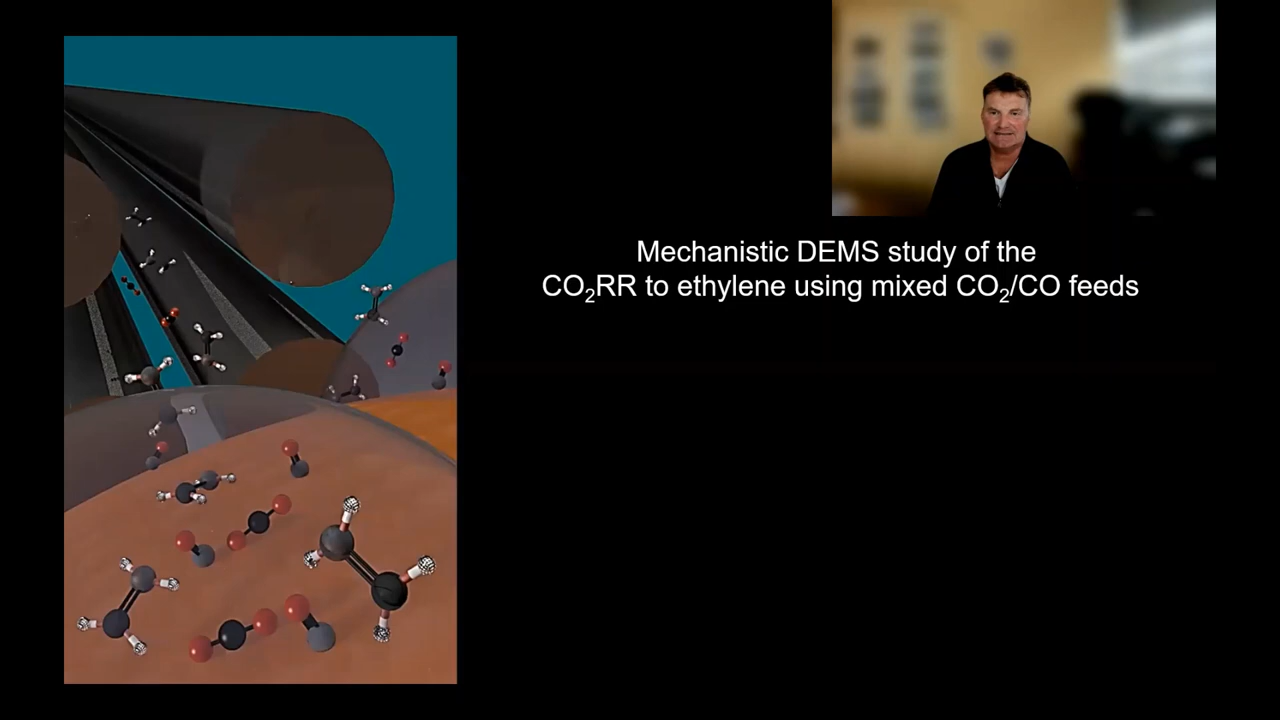 Mechanistic DEMS study of the
CO₂RR to ethylene using mixed CO₂/CO feeds